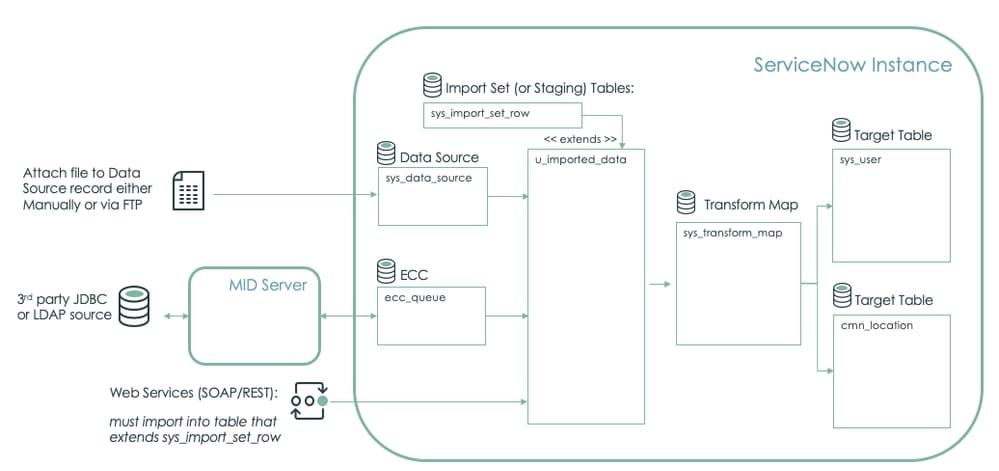 ServiceNow Instance
Import Set (or Staging) Tables:
sys_import_set_row
<< extends >>
u_imported_data
Data Source
sys_data_source
Attach file to Data
Source record either
Manually or via FTP
Transform Map
sys_transform_map
Target Table
sys_user
ECC
ecc_queue
MID Server
3rd party JDBC
or LDAP source
Target Table
cmn_location
Web Services (SOAP/REST):
must import into table that
extends sys_import_set_row